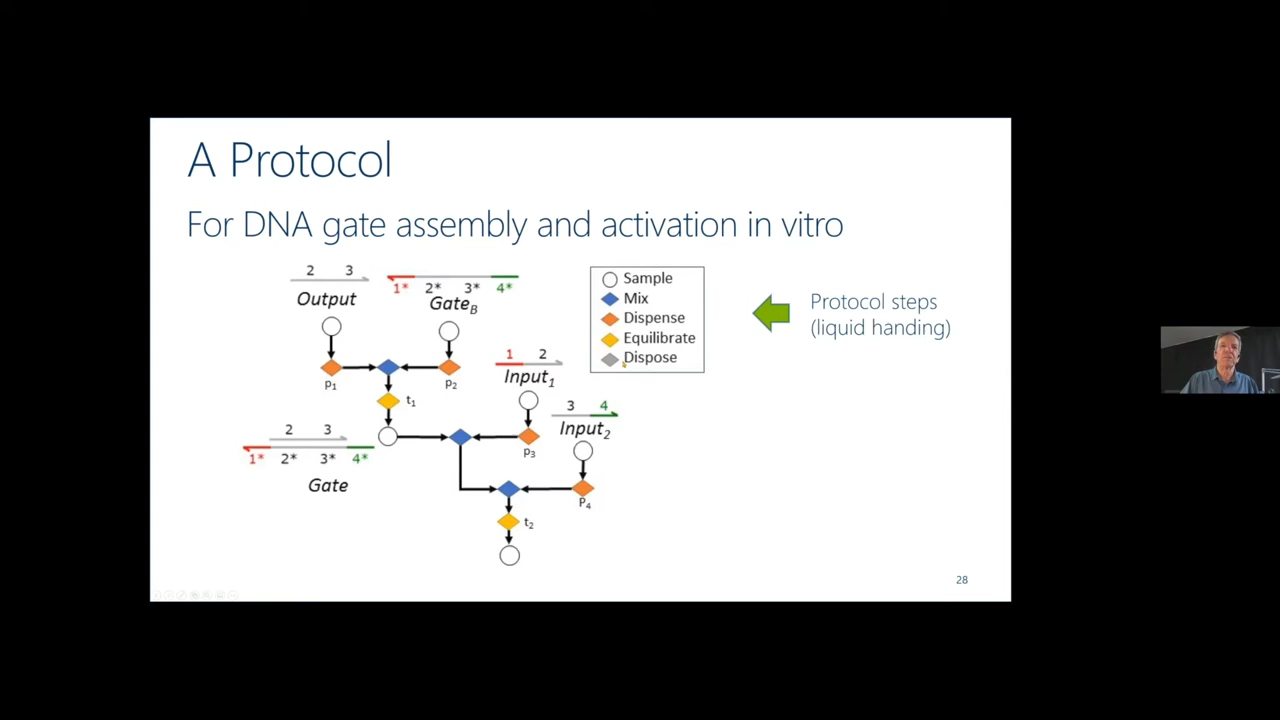 A Protocol
For DNA gate assembly and activation in vitro
2 3
Output
1* 2* 3* 4*
Gate_B
Sample
Mix
Dispense
Equilibrate
Dispose
Protocol steps
(liquid handing)
p1
p2
1 2
Input1
t1
3 4
Input2
2 3
1* 2* 3* 4*
Gate
p3
p4
t2
28